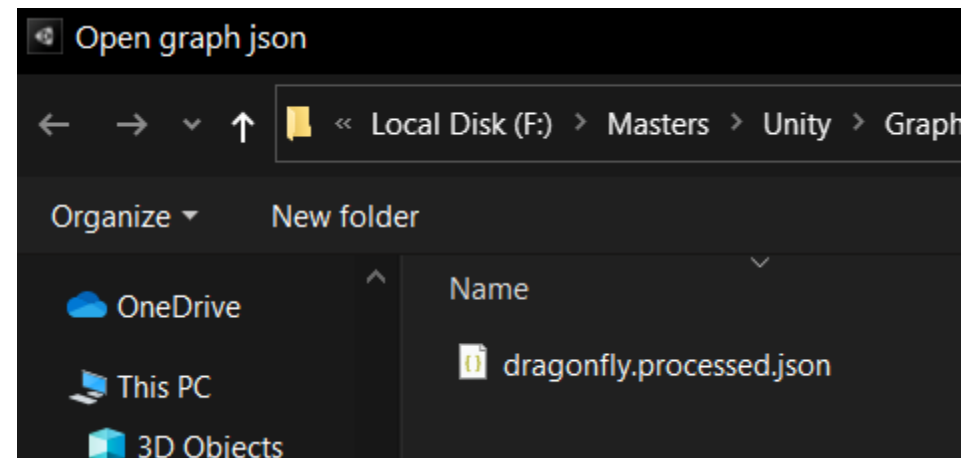 Open graph json
« Local Disk (F:) > Masters > Unity > Graph
Organize New folder
OneDrive
Name
dragonfly.processed.json
This PC
3D Objects